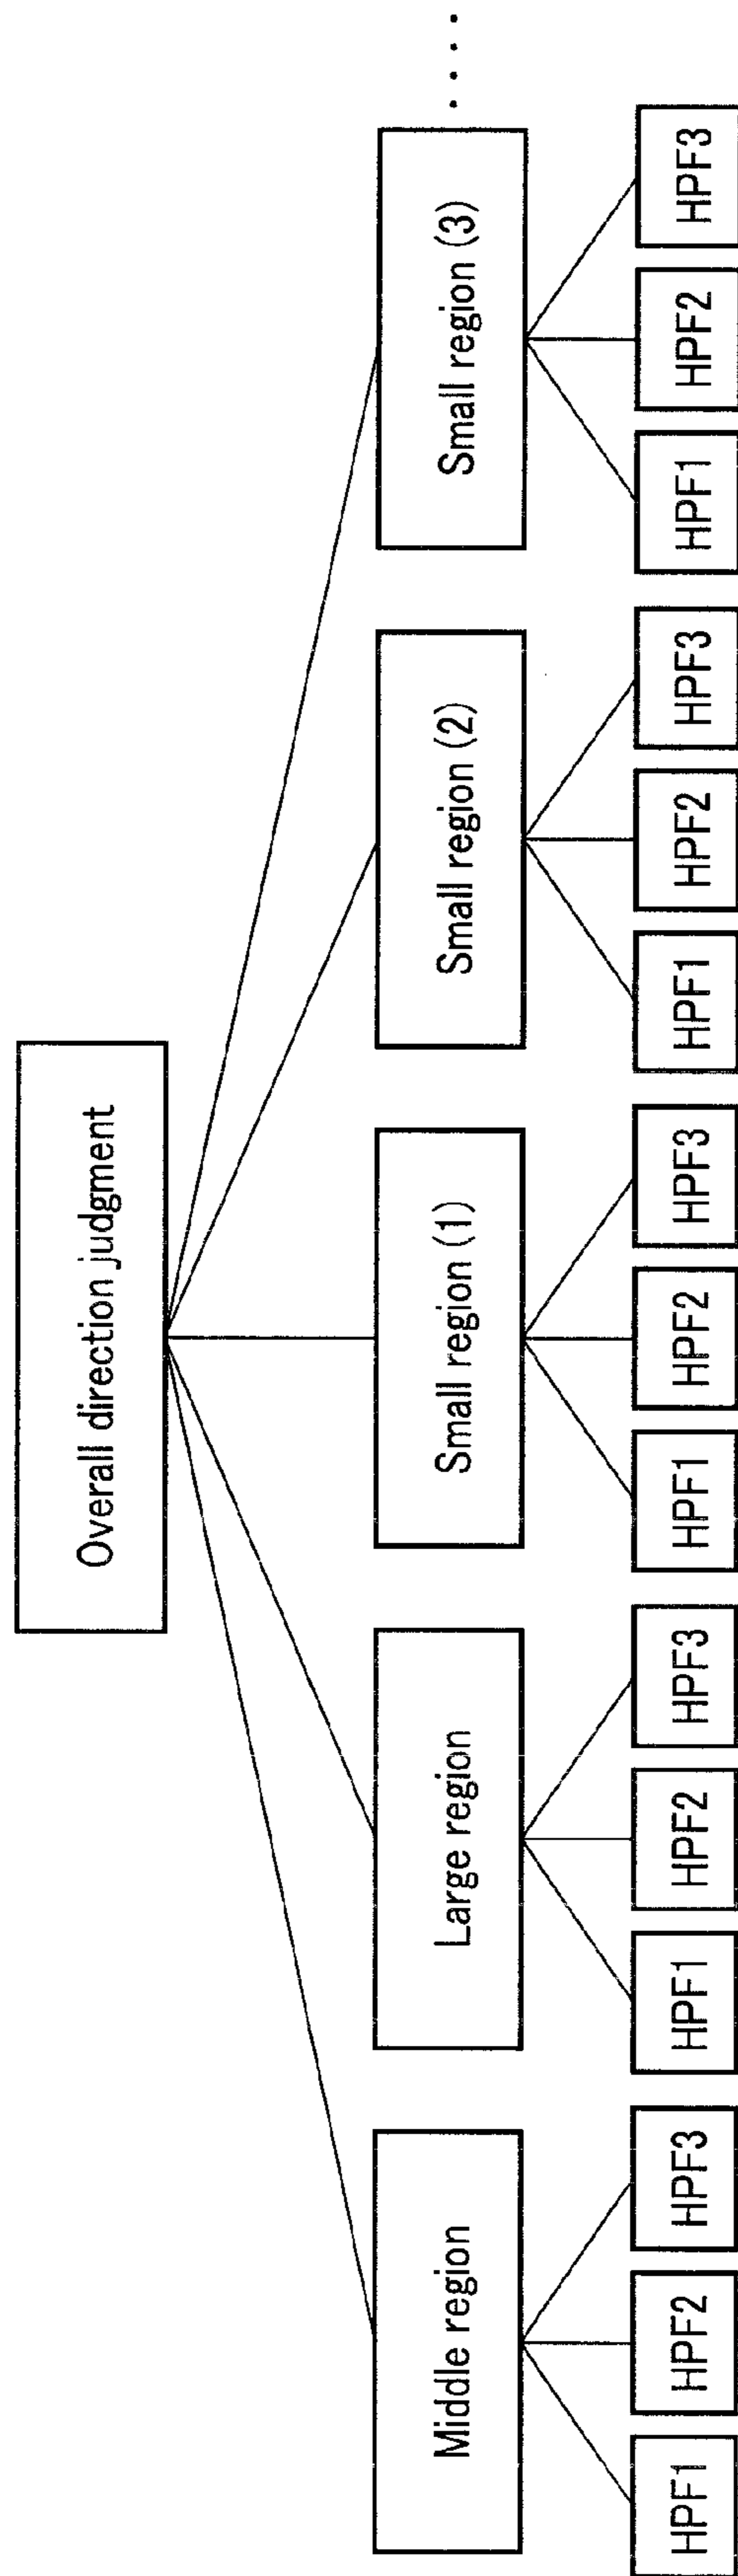 Overall direction judgment
Middle region
Large region
Small region (1)
Small region (2)
Small region (3)
....
HPF1
HPF2
HPF3
HPF1
HPF2
HPF3
HPF1
HPF2
HPF3
HPF1
HPF2
HPF3
HPF1
HPF2
HPF3